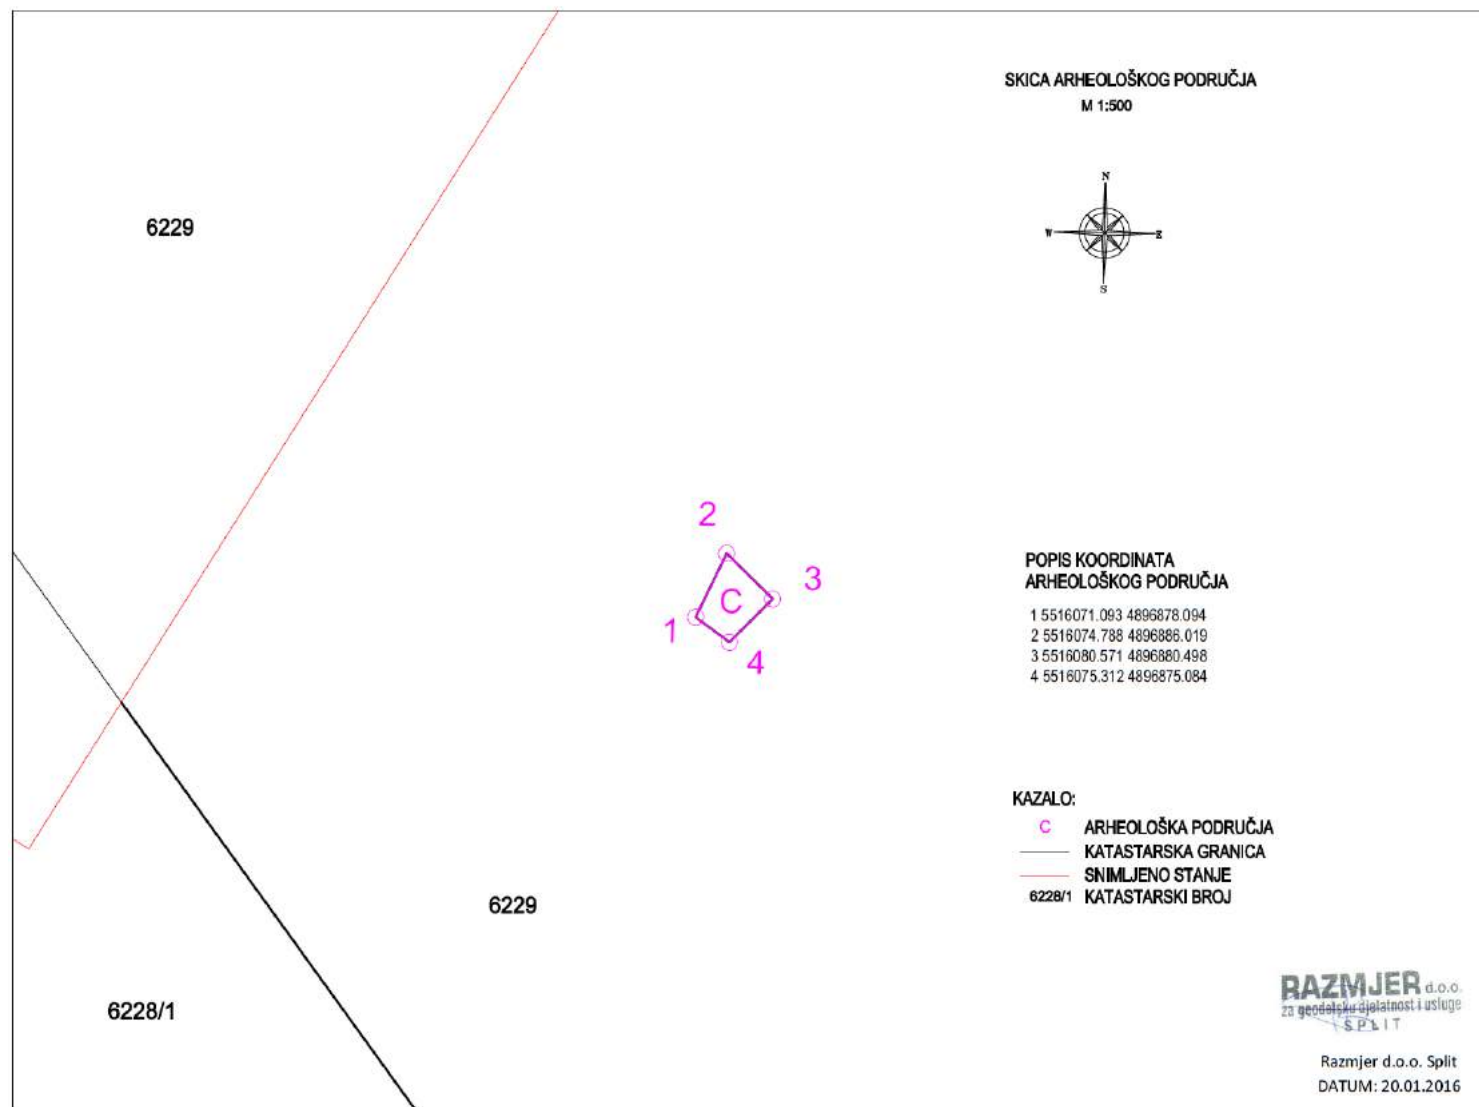 SKICA ARHEOLOŠKOG PODRUČJA
M 1:500
N
W
E
S
6229
2
3
C
1
4
POPIS KOORDINATA
ARHEOLOŠKOG PODRUČJA
1 5516071.093 4896878.094
2 5516074.788 4896886.019
3 5516080.571 4896880.498
4 5516075.312 4896875.084
KAZALO:
C ARHEOLOŠKA PODRUČJA
KATASTARSKA GRANICA
SNIMLJENO STANJE
6228/1 KATASTARSKI BROJ
6229
6228/1
RAZMJER d.o.o.
za geodetsku djelatnost i usluge
SPLIT
Razmjer d.o.o. Split
DATUM: 20.01.2016